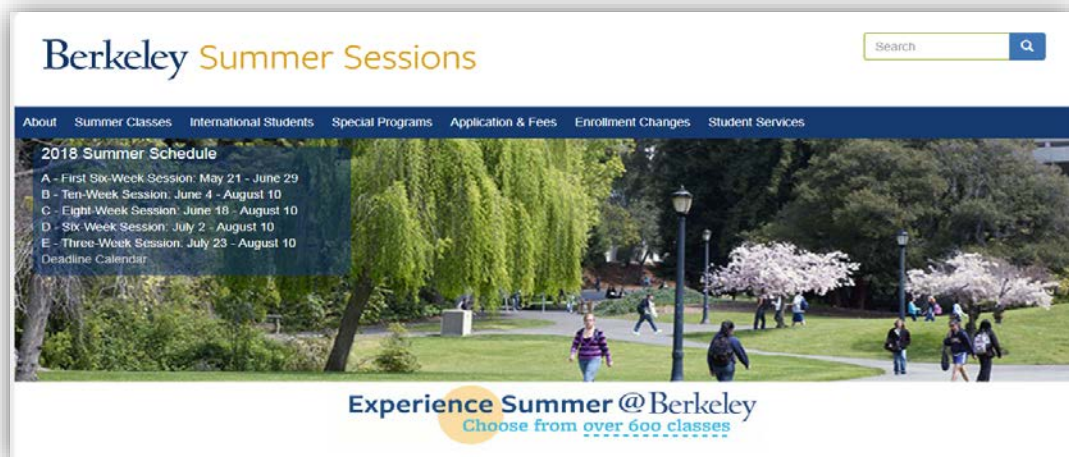 Berkeley Summer Sessions
Search
About Summer Classes International Students Special Programs Application & Fees Enrollment Changes Student Services
2018 Summer Schedule
A - First Six-Week Session: May 21 - June 29
B - Ten-Week Session: June 4 - August 10
C - Eight-Week Session: June 18 - August 10
D - Six Week Session: July 2 - August 10
E - Three-Week Session: July 23 - August 10
Deadline Calendar
Experience Summer @ Berkeley
Choose from over 600 classes